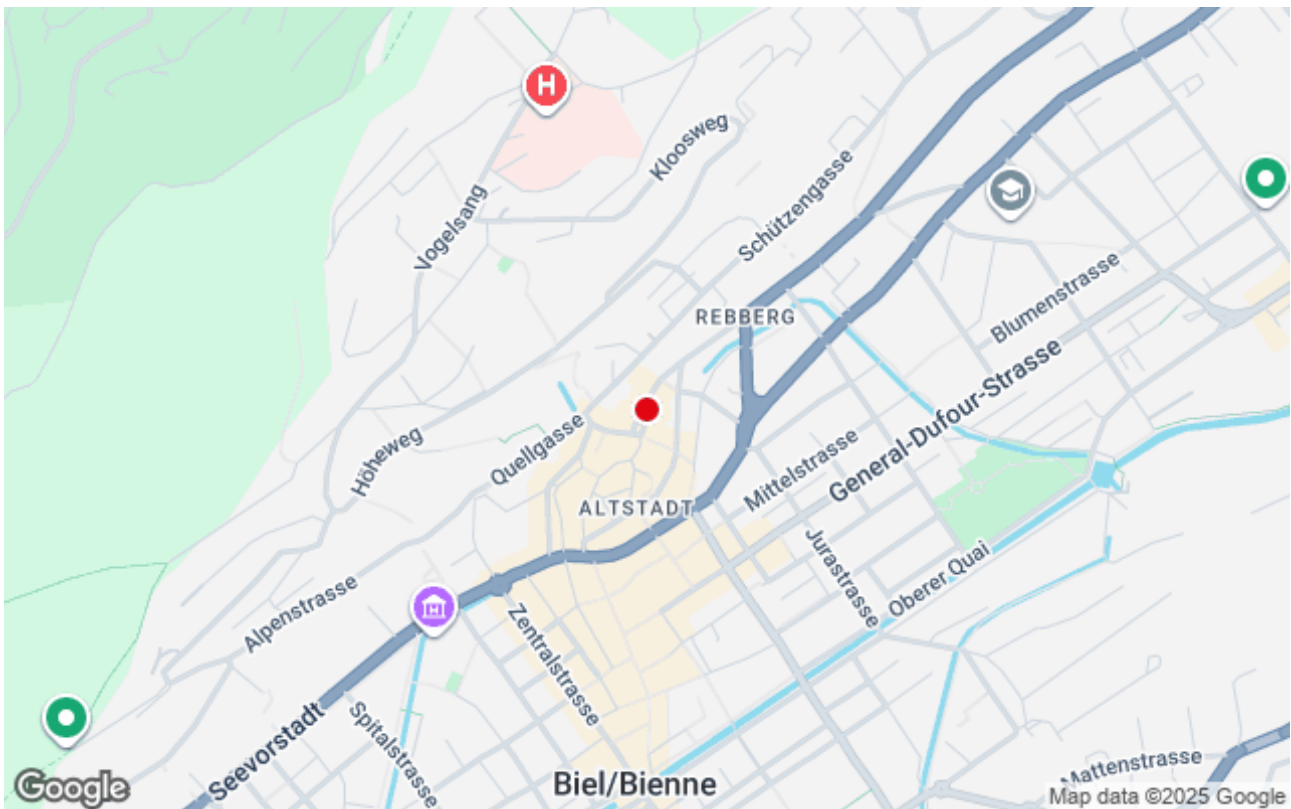 H
Kloosweg
Vogelsang
Schützengasse
REBBERG
Blumenstrasse
General-Dufour-Strasse
Höheweg
Quellgasse
Mittelstrasse
ALTSTADT
Jurastrasse
Oberer Quai
Alpenstrasse
Zentralstrasse
Seevorstadt
Spitalstrasse
Biel/Bienne
Mattenstrasse
Google
Map data ©2025 Google